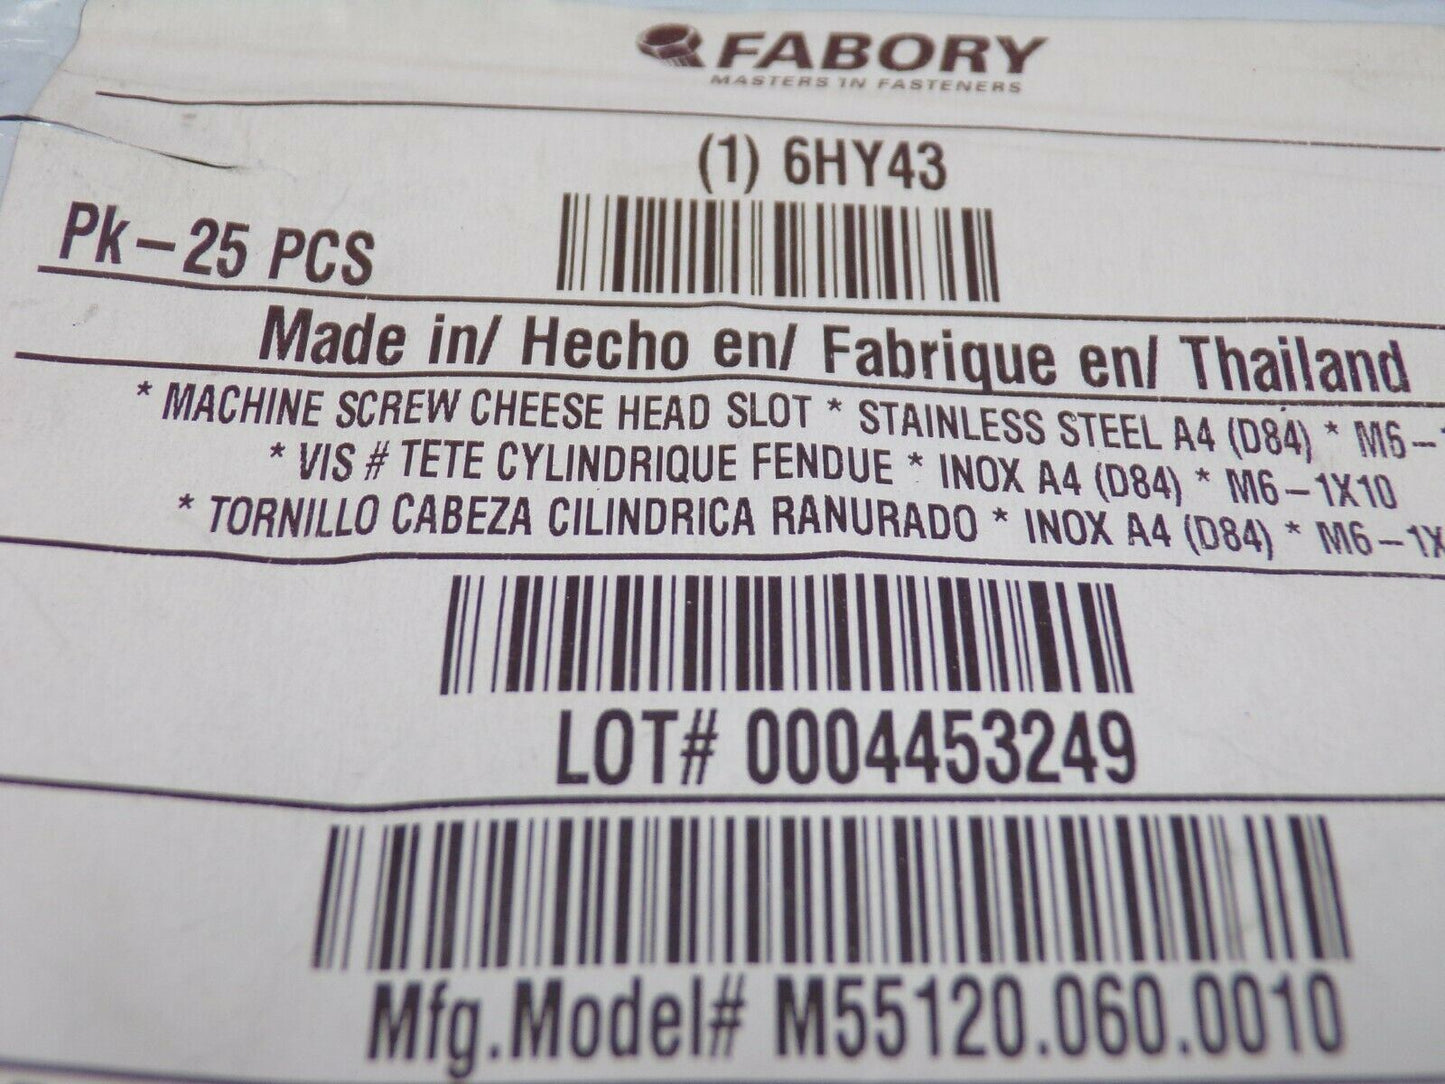 FABORY
MASTERS IN FASTENERS
(1) 6HY43
Pk-25 PCS
Made in/ Hecho en/ Fabrique en/ Thailand
* MACHINE SCREW CHEESE HEAD SLOT * STAINLESS STEEL A4 (D84) * M6-1
* VIS # TETE CYLINDRIQUE FENDUE * INOX A4 (D84) * M6-1X10
* TORNILLO CABEZA CILINDRICA RANURADO * INOX A4 (D84) * M6-1X
LOT# 0004453249
Mfg.Model# M55120.060.0010